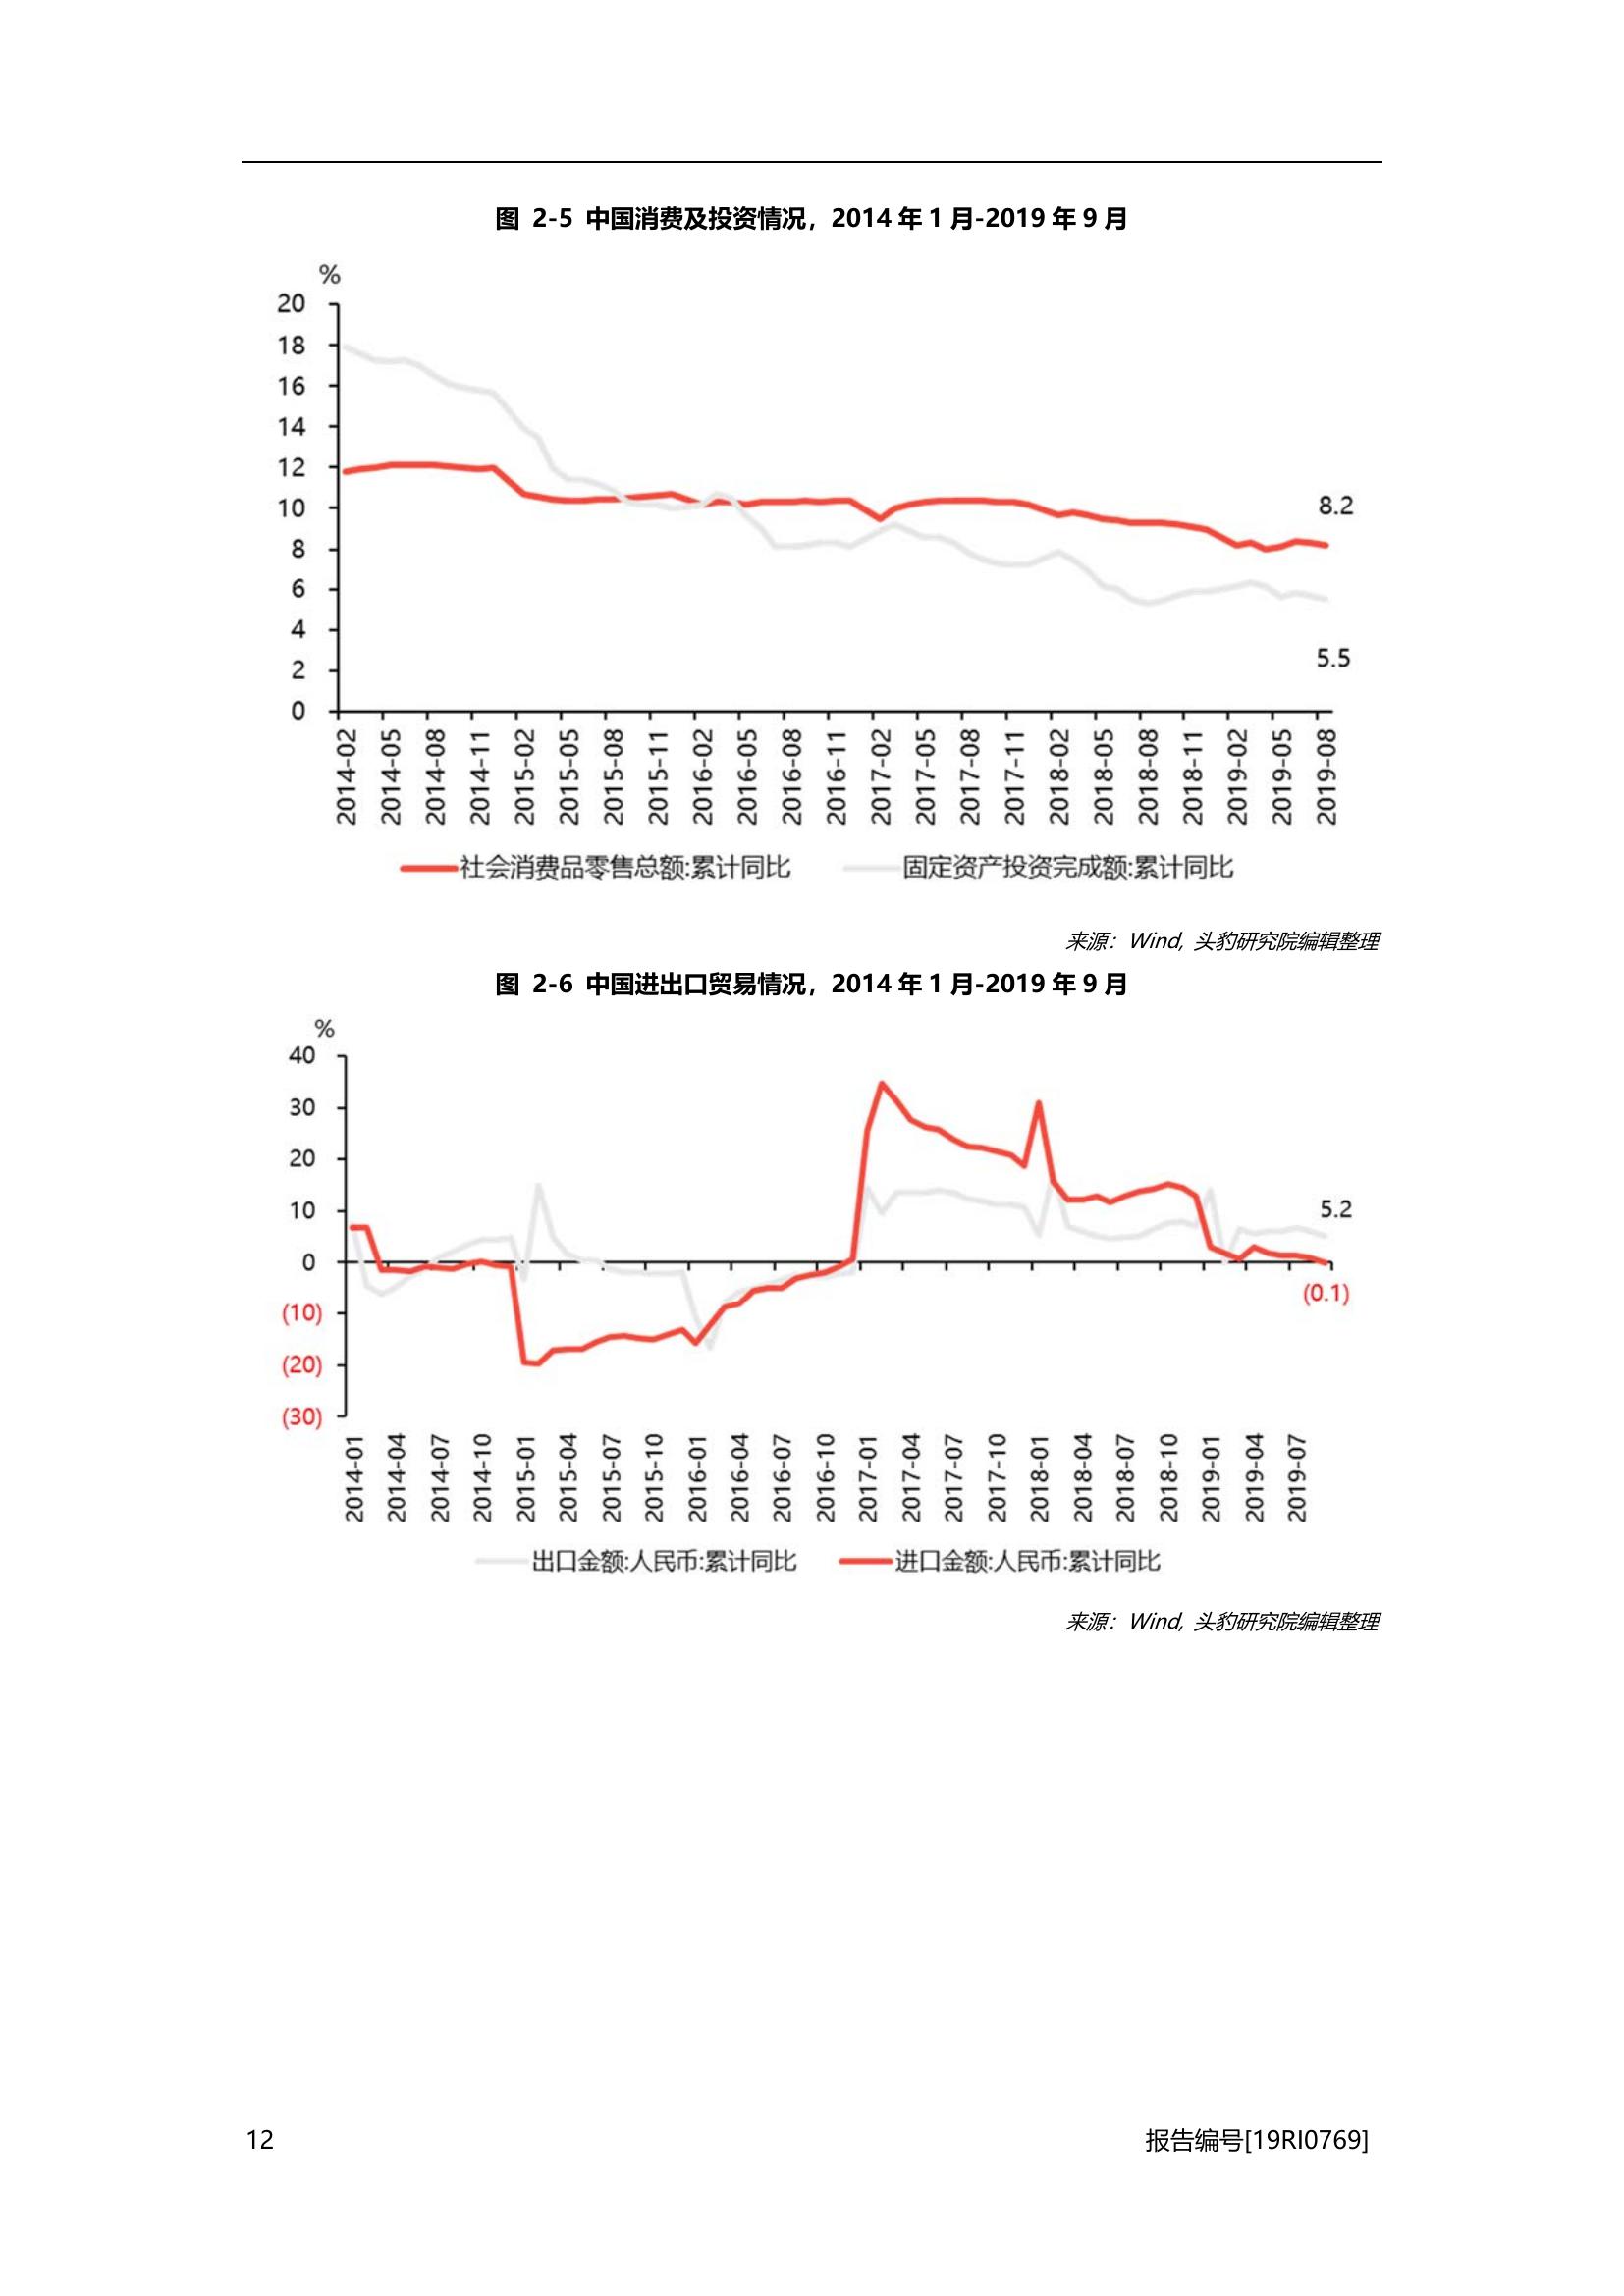 图 2-5 中国消费及投资情况，2014 年 1 月-2019 年 9 月
%
20
18
16
14
12
10
8
6
4
2
0
8.2
5.5
2014-02 2014-05 2014-08 2014-11 2015-02 2015-05 2015-08 2015-11 2016-02 2016-05 2016-08 2016-11 2017-02 2017-05 2017-08 2017-11 2018-02 2018-05 2018-08 2018-11 2019-02 2019-05 2019-08
社会消费品零售总额:累计同比 固定资产投资完成额:累计同比
来源：Wind, 头豹研究院编辑整理
图 2-6 中国进出口贸易情况，2014 年 1 月-2019 年 9 月
%
40
30
20
10
0
(10)
(20)
(30)
5.2
(0.1)
2014-01 2014-04 2014-07 2014-10 2015-01 2015-04 2015-07 2015-10 2016-01 2016-04 2016-07 2016-10 2017-01 2017-04 2017-07 2017-10 2018-01 2018-04 2018-07 2018-10 2019-01 2019-04 2019-07
出口金额:人民币:累计同比 进口金额:人民币:累计同比
来源：Wind, 头豹研究院编辑整理
12 报告编号[19RI0769]